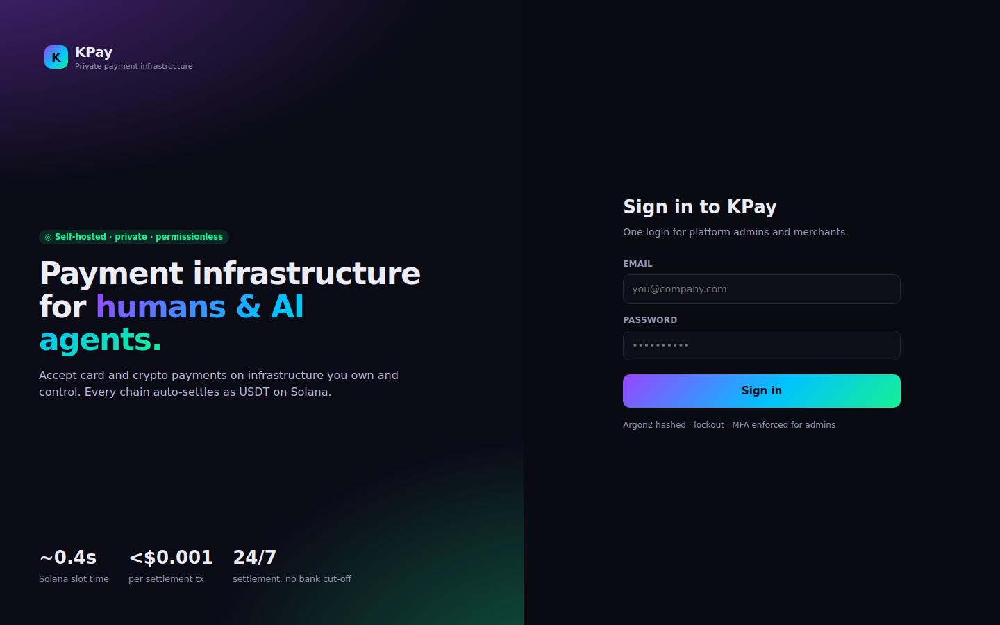 K
KPay
Private payment infrastructure
◎ Self-hosted · private · permissionless
Payment infrastructure
for humans & AI
agents.
Accept card and crypto payments on infrastructure you own and
control. Every chain auto-settles as USDT on Solana.
~0.4s
Solana slot time
<$0.001
per settlement tx
24/7
settlement, no bank cut-off
Sign in to KPay
One login for platform admins and merchants.
EMAIL
you@company.com
PASSWORD
••••••••••
Sign in
Argon2 hashed · lockout · MFA enforced for admins